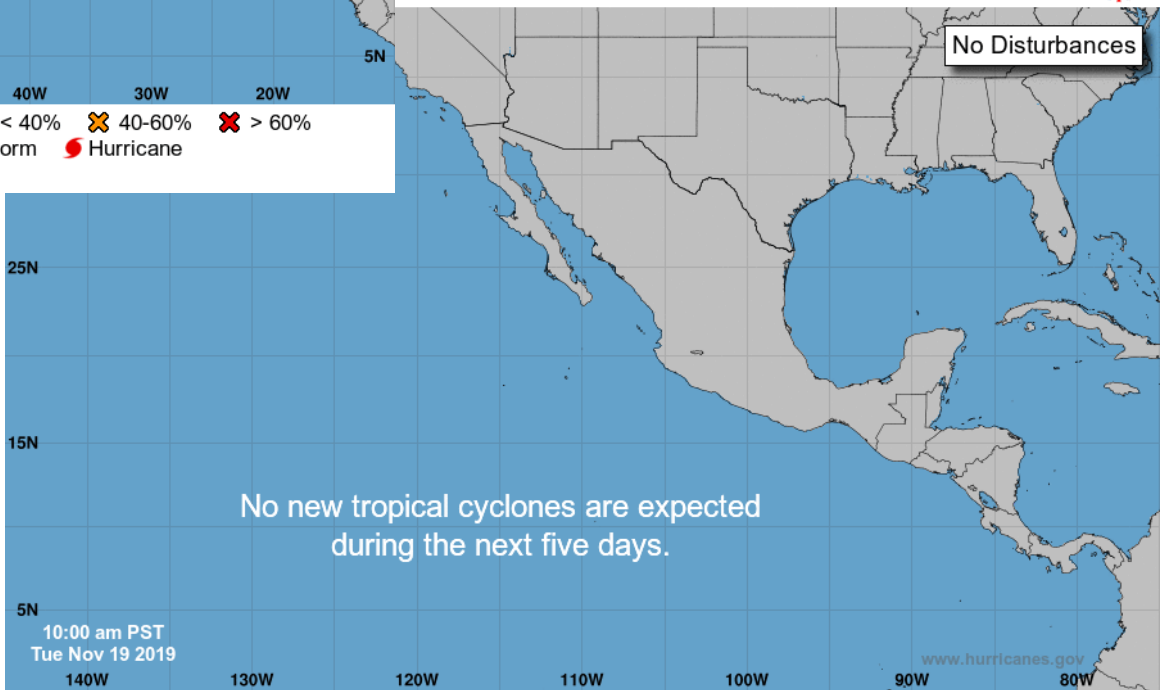 No Disturbances
5N
40W 30W 20W
< 40% 40-60% > 60%
orm Hurricane
25N
15N
No new tropical cyclones are expected
during the next five days.
5N
10:00 am PST
Tue Nov 19 2019
www.hurricanes.gov
140W 130W 120W 110W 100W 90W 80W